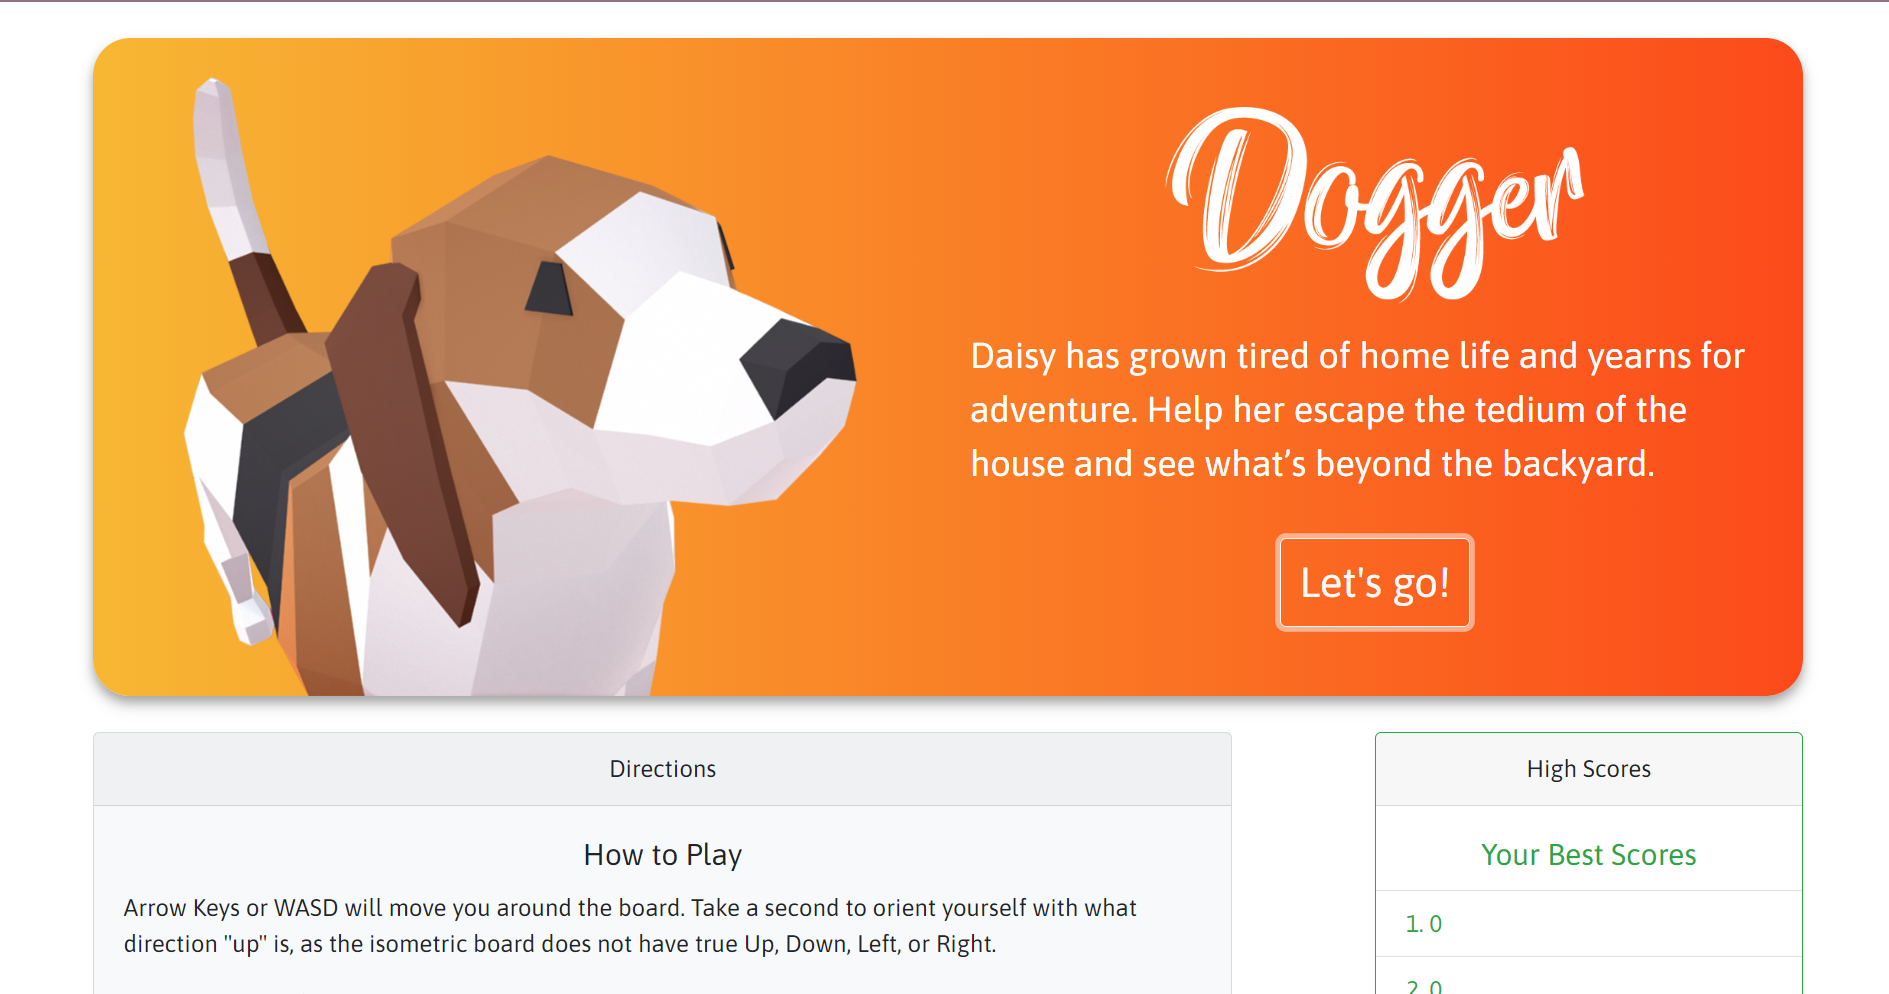 Dogger
Daisy has grown tired of home life and yearns for
adventure. Help her escape the tedium of the
house and see what’s beyond the backyard.
Let's go!
Directions
How to Play
Arrow Keys or WASD will move you around the board. Take a second to orient yourself with what
direction "up" is, as the isometric board does not have true Up, Down, Left, or Right.
High Scores
Your Best Scores
1. 0
2. 0